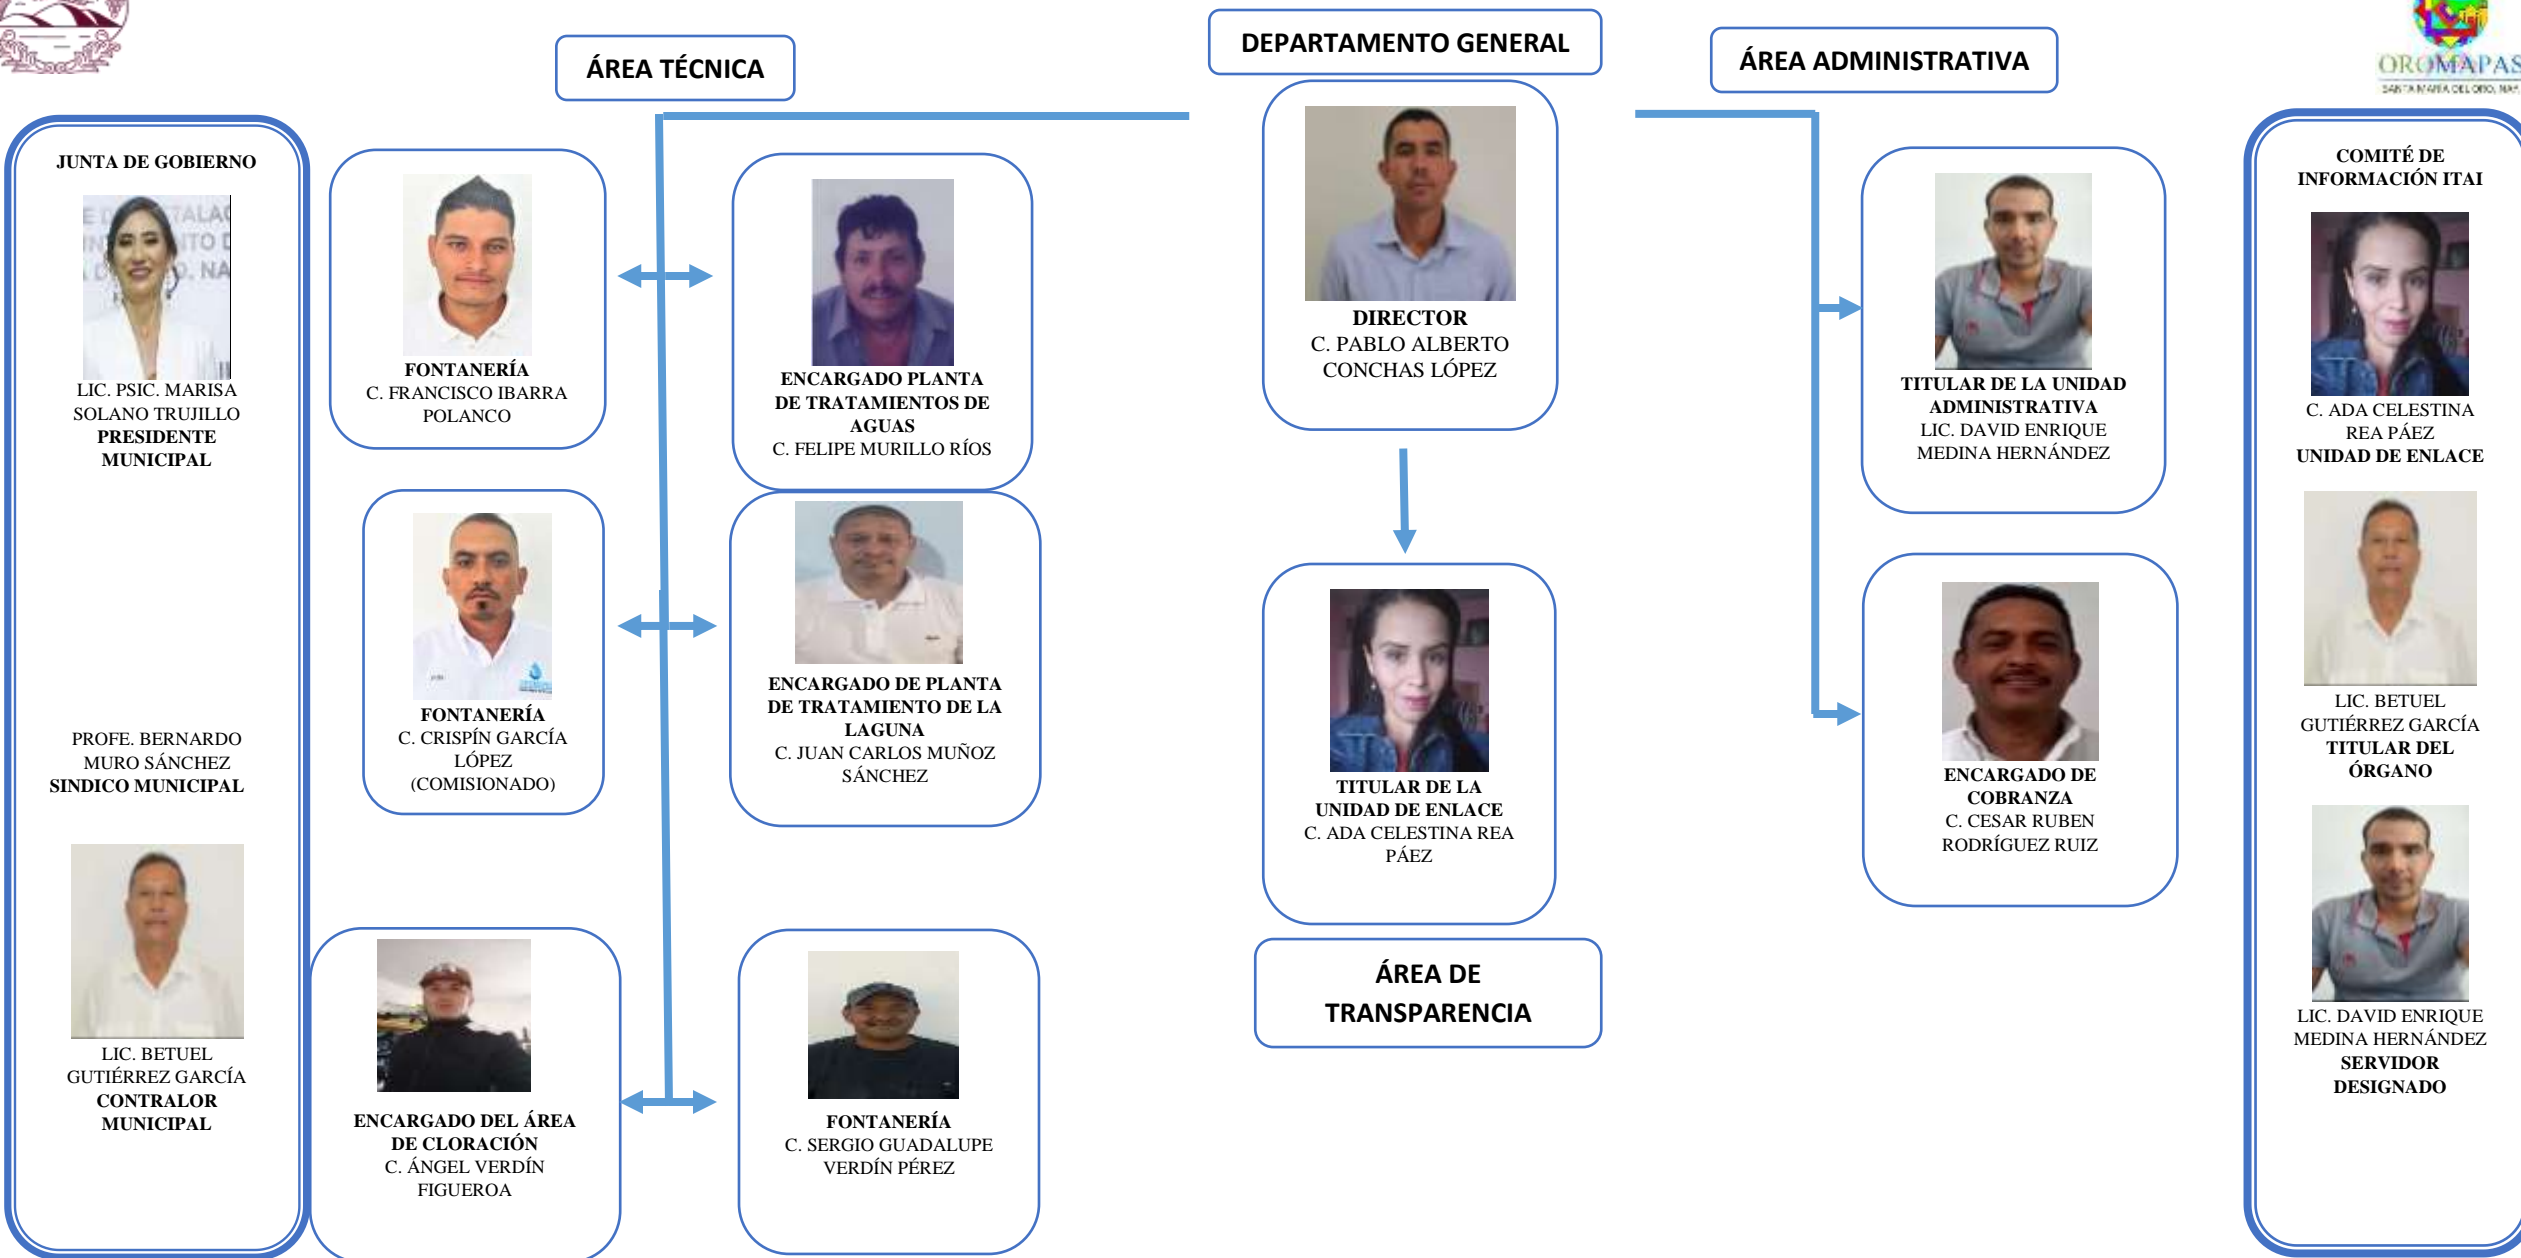 DEPARTAMENTO GENERAL
ÁREA TÉCNICA
ÁREA ADMINISTRATIVA
OROMAPAS
SANTA MARÍA DEL ORO, NAY.
JUNTA DE GOBIERNO
LIC. PSIC. MARISA
SOLANO TRUJILLO
PRESIDENTE
MUNICIPAL
PROFE. BERNARDO
MURO SÁNCHEZ
SINDICO MUNICIPAL
LIC. BETUEL
GUTIÉRREZ GARCÍA
CONTRALOR
MUNICIPAL
FONTANERÍA
C. FRANCISCO IBARRA
POLANCO
ENCARGADO PLANTA
DE TRATAMIENTOS DE
AGUAS
C. FELIPE MURILLO RÍOS
FONTANERÍA
C. CRISPÍN GARCÍA
LÓPEZ
(COMISIONADO)
ENCARGADO DE PLANTA
DE TRATAMIENTO DE LA
LAGUNA
C. JUAN CARLOS MUÑOZ
SÁNCHEZ
ENCARGADO DEL ÁREA
DE CLORACIÓN
C. ÁNGEL VERDÍN
FIGUEROA
FONTANERÍA
C. SERGIO GUADALUPE
VERDÍN PÉREZ
DIRECTOR
C. PABLO ALBERTO
CONCHAS LÓPEZ
TITULAR DE LA
UNIDAD DE ENLACE
C. ADA CELESTINA REA
PÁEZ
ÁREA DE
TRANSPARENCIA
TITULAR DE LA UNIDAD
ADMINISTRATIVA
LIC. DAVID ENRIQUE
MEDINA HERNÁNDEZ
ENCARGADO DE
COBRANZA
C. CESAR RUBEN
RODRÍGUEZ RUIZ
COMITÉ DE
INFORMACIÓN ITAI
C. ADA CELESTINA
REA PÁEZ
UNIDAD DE ENLACE
LIC. BETUEL
GUTIÉRREZ GARCÍA
TITULAR DEL
ÓRGANO
LIC. DAVID ENRIQUE
MEDINA HERNÁNDEZ
SERVIDOR
DESIGNADO